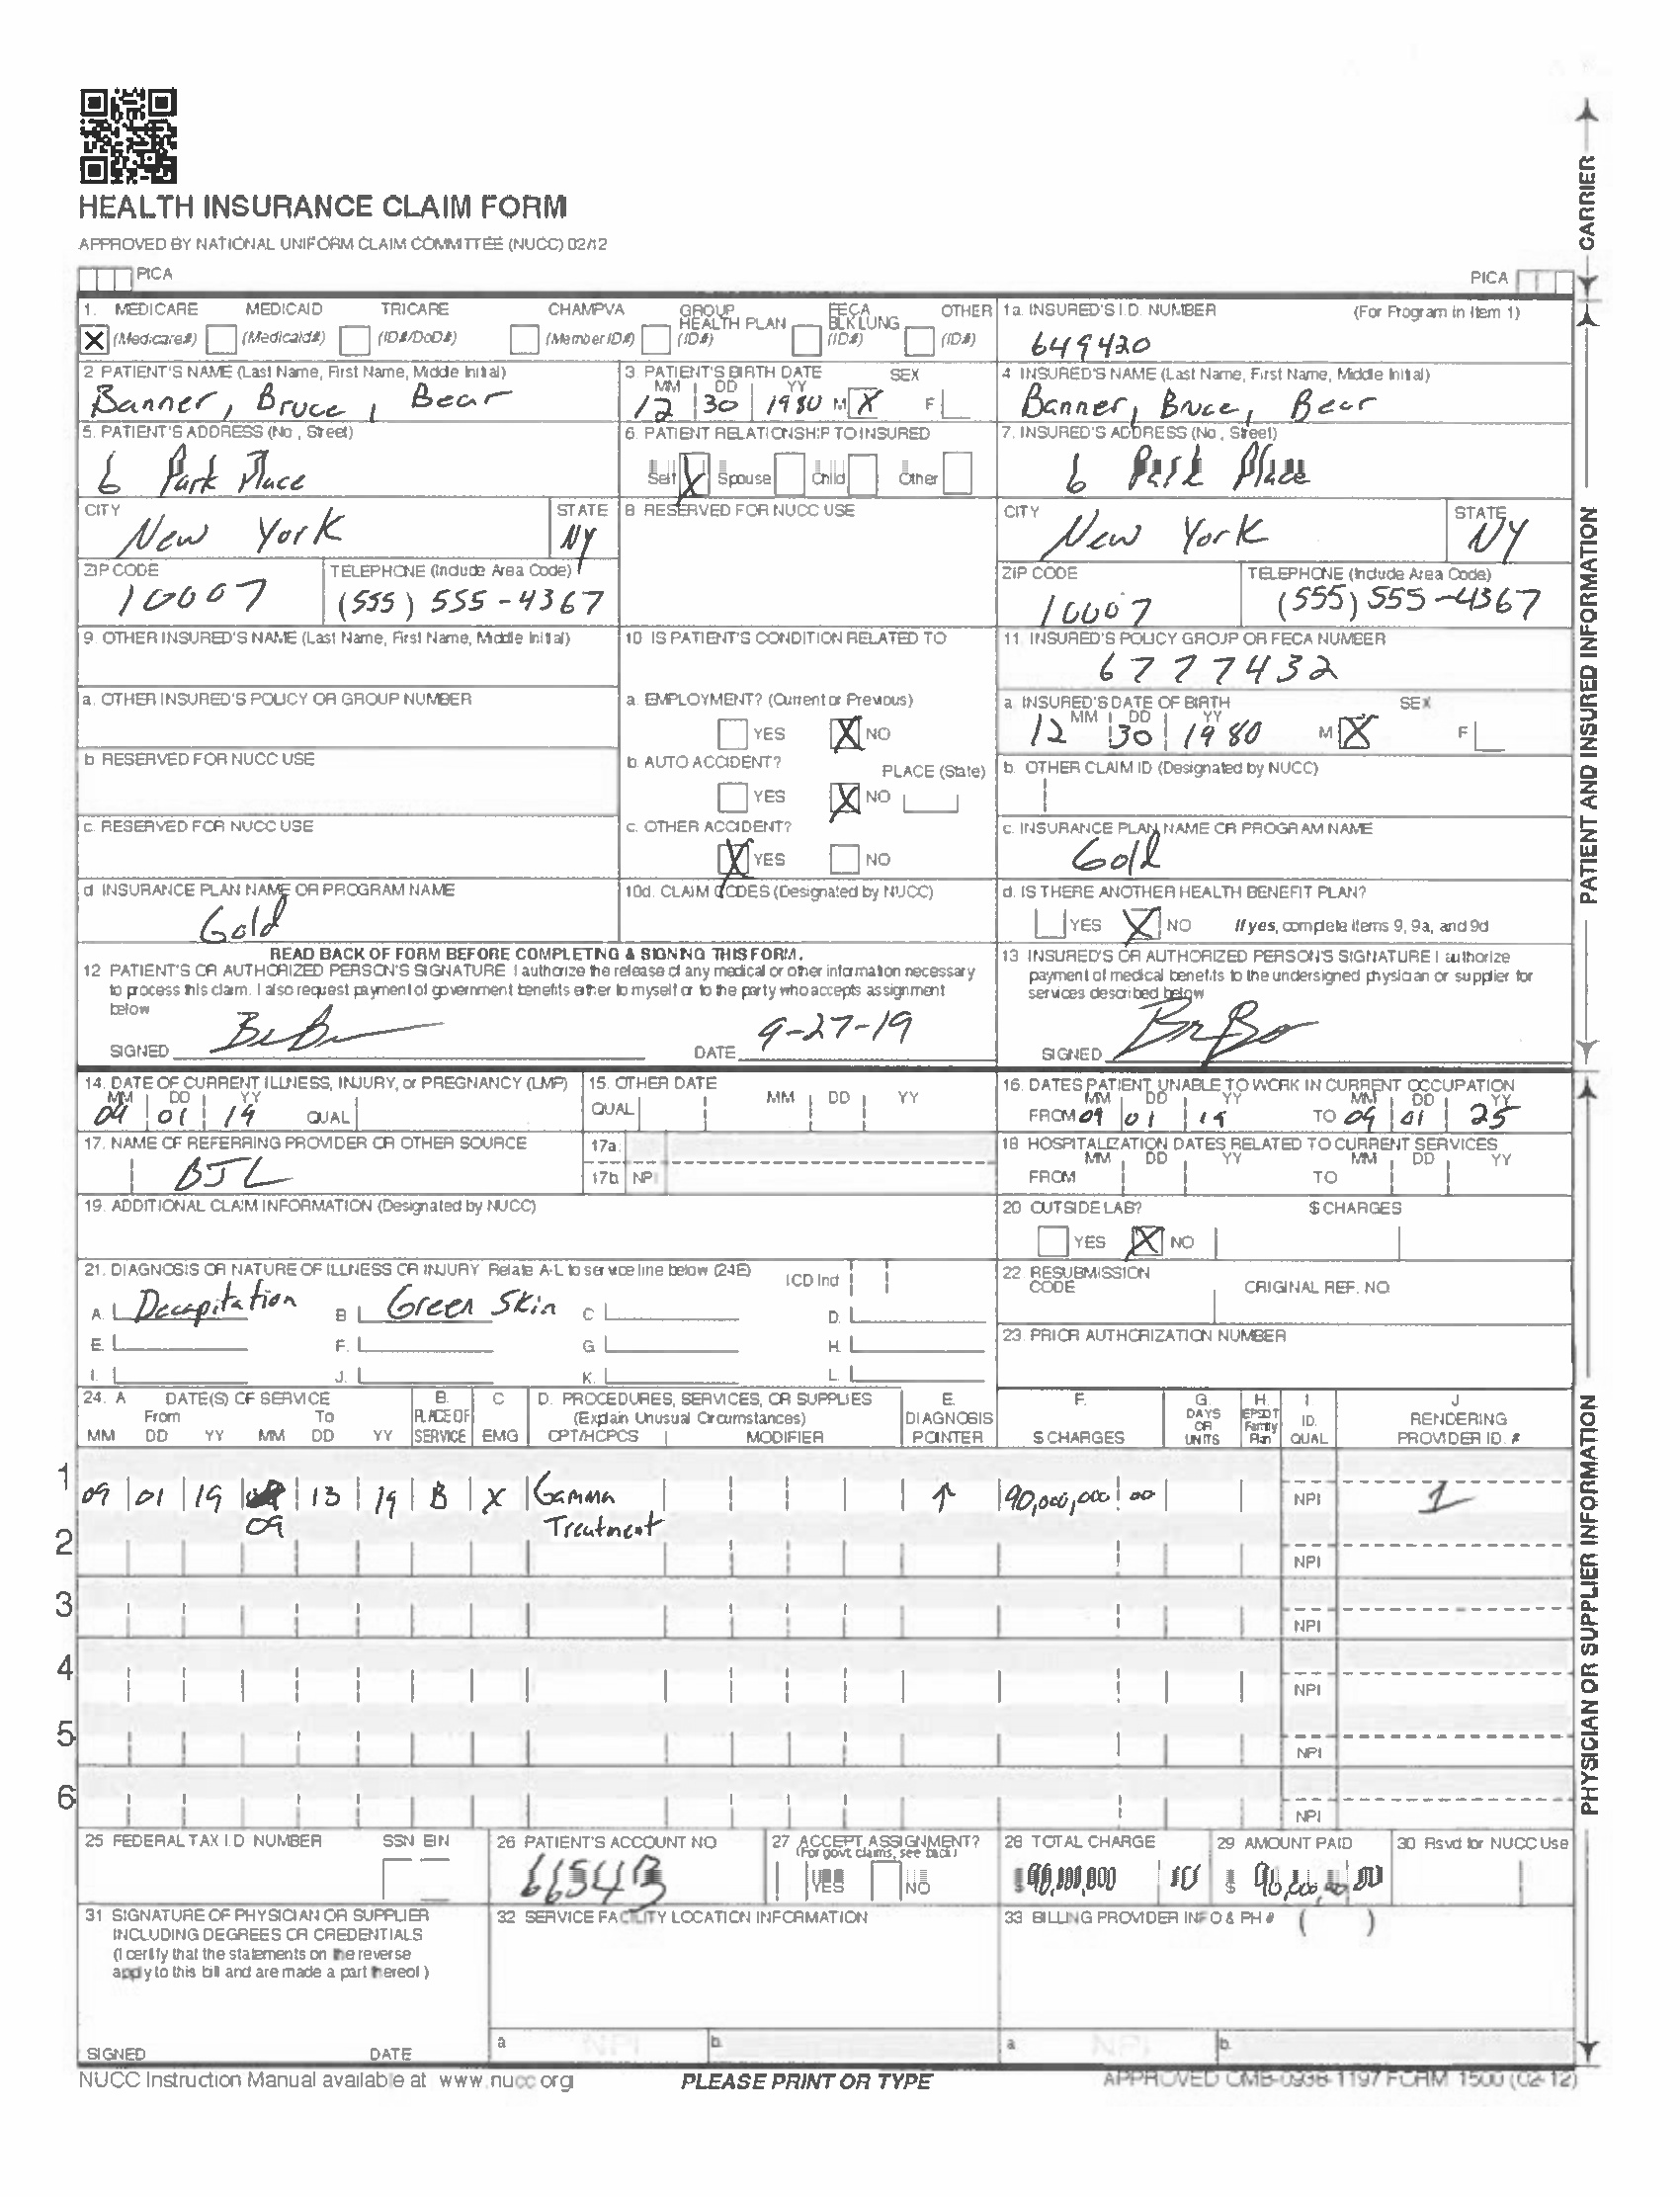 HEALTH INSURANCE CLAIM FORM
APPROVED BY NATIONAL UNIFORM CLAIM COMMITTEE (NUCC) 02/12
PICA
PICA
CARRIER
1. MEDICARE MEDICAID TRICARE CHAMPVA GROUP HEALTH PLAN FECA BLK LUNG OTHER
X (Medicare#) (Medicaid#) (ID#/DoD#) (Member ID#) (ID#) (ID#) (ID#)
1a. INSURED'S I.D. NUMBER (For Program in Item 1)
649420
2 PATIENT'S NAME (Last Name, First Name, Middle Initial)
Banner, Bruce, Bear
3. PATIENT'S BIRTH DATE SEX
MM DD YY
12 30 1980 M X F
4 INSURED'S NAME (Last Name, First Name, Middle Initial)
Banner, Bruce, Bear
5. PATIENT'S ADDRESS (No., Street)
6 Park Place
6. PATIENT RELATIONSHIP TO INSURED
Self X Spouse Child Other
7. INSURED'S ADDRESS (No., Street)
6 Park Place
CITY
New York
STATE
NY
8 RESERVED FOR NUCC USE
CITY
New York
STATE
NY
ZIP CODE
10007
TELEPHONE (Include Area Code)
(555) 555-4367
ZIP CODE
10007
TELEPHONE (Include Area Code)
(555) 555-4367
9. OTHER INSURED'S NAME (Last Name, First Name, Middle Initial)
10 IS PATIENT'S CONDITION RELATED TO
11. INSURED'S POLICY GROUP OR FECA NUMBER
6777432
a. OTHER INSURED'S POLICY OR GROUP NUMBER
a. EMPLOYMENT? (Current or Previous)
YES X NO
a. INSURED'S DATE OF BIRTH SEX
MM DD YY
12 30 1980 M X F
b RESERVED FOR NUCC USE
b. AUTO ACCIDENT? PLACE (State)
YES X NO
b. OTHER CLAIM ID (Designated by NUCC)
c. RESERVED FOR NUCC USE
c. OTHER ACCIDENT?
X YES NO
c. INSURANCE PLAN NAME OR PROGRAM NAME
Gold
d INSURANCE PLAN NAME OR PROGRAM NAME
Gold
10d. CLAIM CODES (Designated by NUCC)
d. IS THERE ANOTHER HEALTH BENEFIT PLAN?
YES X NO If yes, complete items 9, 9a, and 9d
READ BACK OF FORM BEFORE COMPLETING & SIGNING THIS FORM.
12 PATIENT'S OR AUTHORIZED PERSON'S SIGNATURE I authorize the release of any medical or other information necessary
to process this claim. I also request payment of government benefits either to myself or to the party who accepts assignment
below
SIGNED DATE 9-27-19
13 INSURED'S OR AUTHORIZED PERSON'S SIGNATURE I authorize
payment of medical benefits to the undersigned physician or supplier for
services described below
SIGNED
PATIENT AND INSURED INFORMATION
14. DATE OF CURRENT ILLNESS, INJURY, or PREGNANCY (LMP)
MM DD YY
09 01 19 QUAL
15. OTHER DATE
QUAL MM DD YY
16. DATES PATIENT UNABLE TO WORK IN CURRENT OCCUPATION
MM DD YY MM DD YY
FROM 09 01 19 TO 09 01 25
17. NAME OF REFERRING PROVIDER OR OTHER SOURCE
BJL
17a
17b NPI
18 HOSPITALIZATION DATES RELATED TO CURRENT SERVICES
MM DD YY MM DD YY
FROM TO
19. ADDITIONAL CLAIM INFORMATION (Designated by NUCC)
20 OUTSIDE LAB? $ CHARGES
YES X NO
21. DIAGNOSIS OR NATURE OF ILLNESS OR INJURY Relate A-L to service line below (24E) ICD Ind
A. Decapitation B Green Skin C D.
E. F. G. H.
I. J. K. L.
22 RESUBMISSION CODE ORIGINAL REF. NO.
23. PRIOR AUTHORIZATION NUMBER
24. A DATE(S) OF SERVICE B. PLACE OF SERVICE C EMG D. PROCEDURES, SERVICES, OR SUPPLIES E. DIAGNOSIS POINTER F. $ CHARGES G. DAYS OR UNITS H. EPSDT Family Plan I. ID. QUAL J RENDERING PROVIDER ID. #
From To (Explain Unusual Circumstances)
MM DD YY MM DD YY CPT/HCPCS MODIFIER
1 09 01 19 09 13 19 B X Gamma Treatment ↑ 90,000,000 00 NPI 1
2 NPI
3 NPI
4 NPI
5 NPI
6 NPI
25 FEDERAL TAX I.D NUMBER SSN EIN
26 PATIENT'S ACCOUNT NO
27 ACCEPT ASSIGNMENT?
(For govt claims, see back)
YES NO
28 TOTAL CHARGE
$ 90,000,000 00
29 AMOUNT PAID
$ 90,000,000 00
30 Rsvd for NUCC Use
31 SIGNATURE OF PHYSICIAN OR SUPPLIER
INCLUDING DEGREES OR CREDENTIALS
(I certify that the statements on the reverse
apply to this bill and are made a part thereof)
SIGNED DATE
32 SERVICE FACILITY LOCATION INFORMATION
a NPI b.
33 BILLING PROVIDER INFO & PH # ( )
a. NPI b.
PHYSICIAN OR SUPPLIER INFORMATION
NUCC Instruction Manual available at www.nucc.org
PLEASE PRINT OR TYPE
APPROVED OMB-0938-1197 FORM 1500 (02-12)